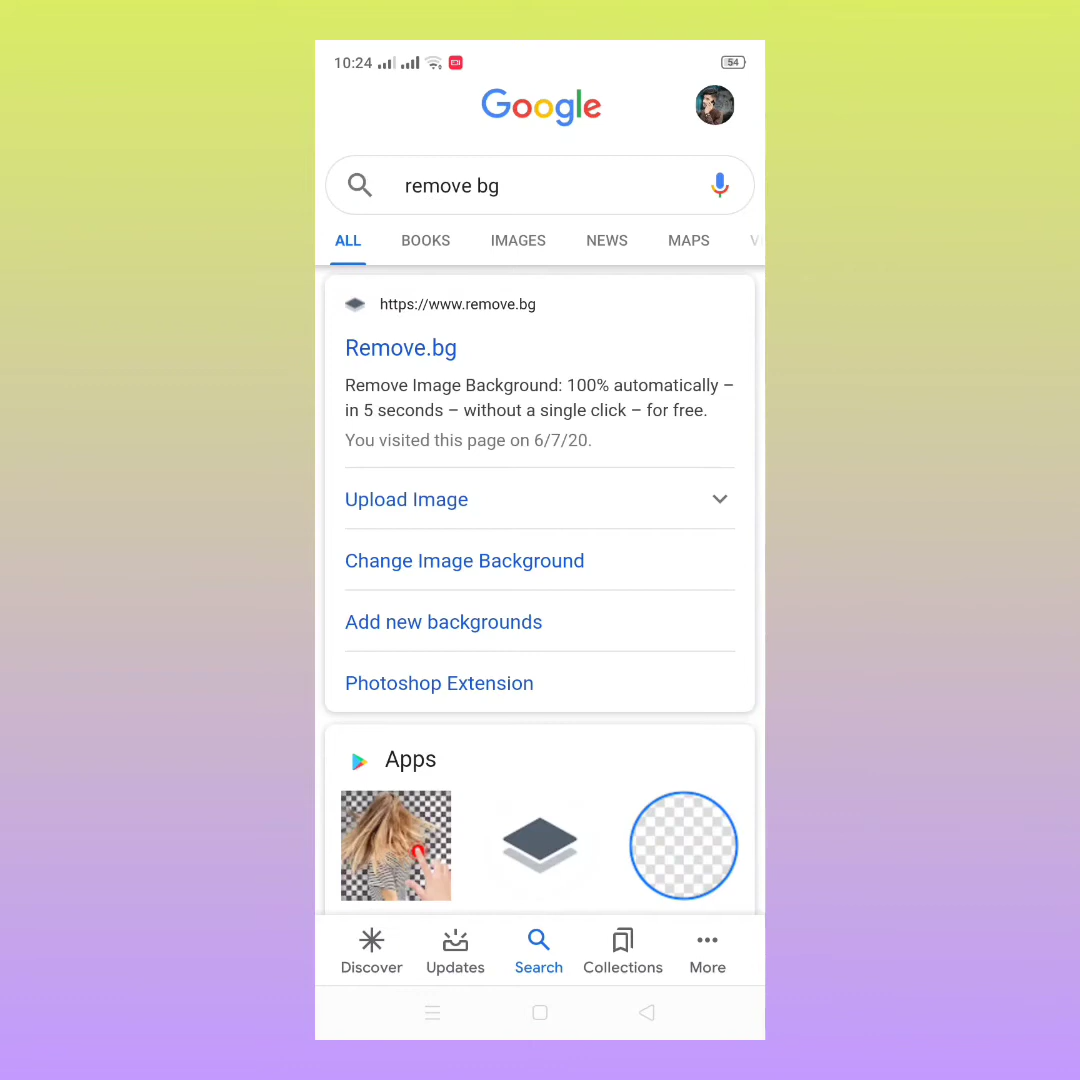 10:24
54
Google
remove bg
ALL BOOKS IMAGES NEWS MAPS
https://www.remove.bg
Remove.bg
Remove Image Background: 100% automatically –
in 5 seconds – without a single click – for free.
You visited this page on 6/7/20.
Upload Image
Change Image Background
Add new backgrounds
Photoshop Extension
Apps
Discover Updates Search Collections More